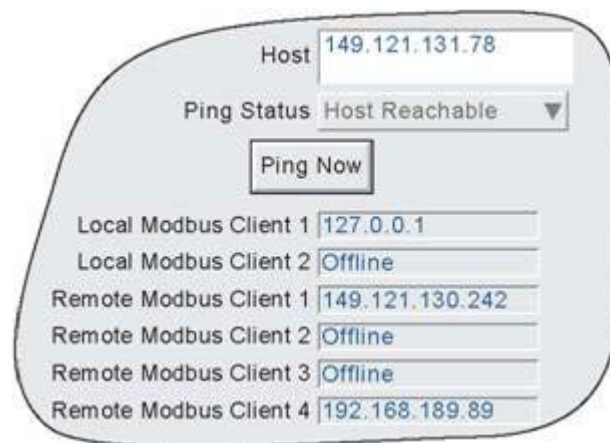 Host 149.121.131.78
Ping Status Host Reachable
Ping Now
Local Modbus Client 1 127.0.0.1
Local Modbus Client 2 Offline
Remote Modbus Client 1 149.121.130.242
Remote Modbus Client 2 Offline
Remote Modbus Client 3 Offline
Remote Modbus Client 4 192.168.189.89